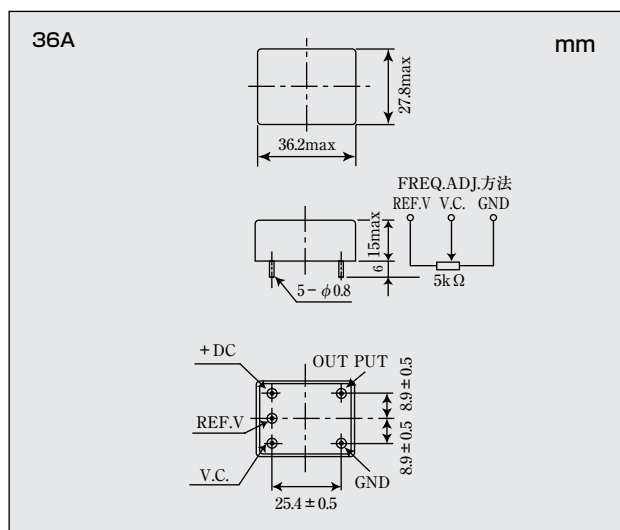 36A
mm
27.8max
36.2max
FREQ.ADJ.方法
REF.V V.C. GND
15max
6
5kΩ
5−φ0.8
+DC
OUT PUT
8.9±0.5
REF.V
8.9±0.5
V.C.
GND
25.4±0.5